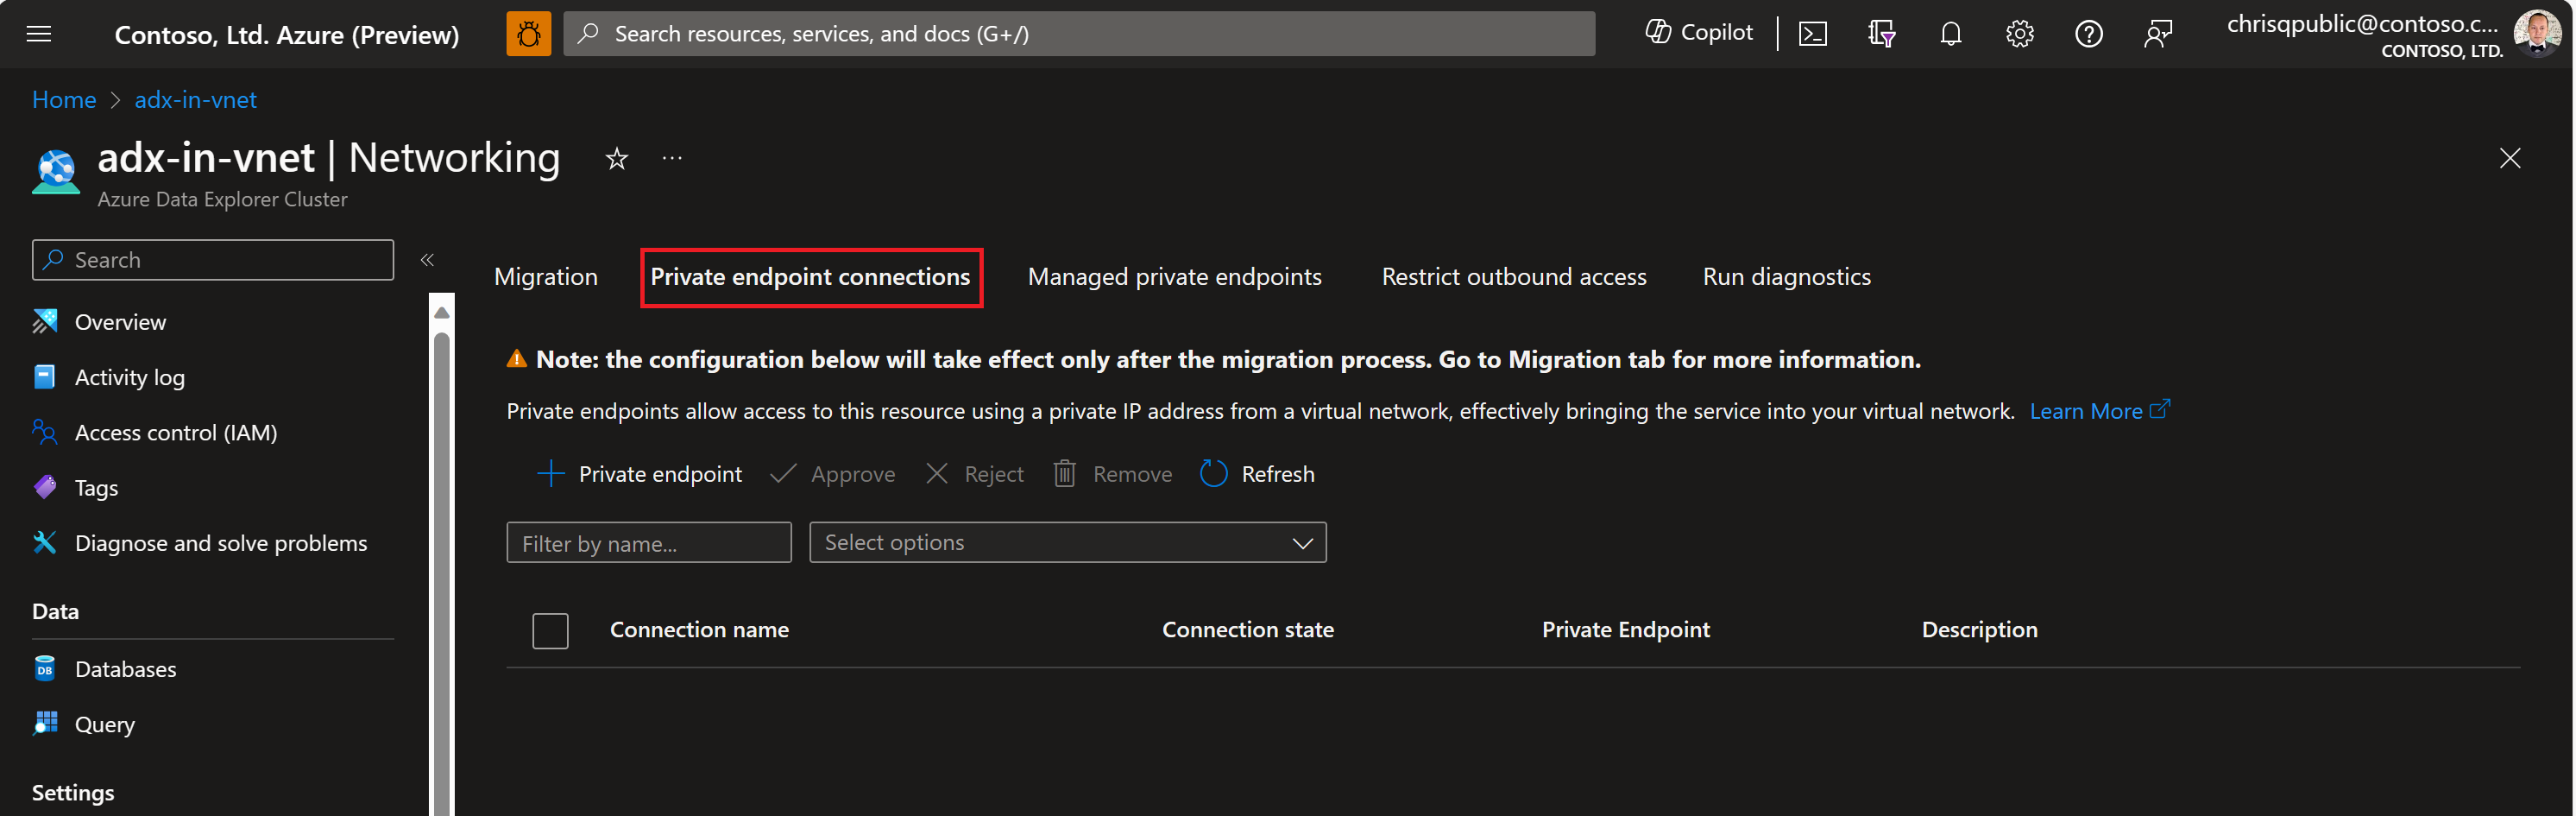 Contoso, Ltd. Azure (Preview)
Search resources, services, and docs (G+/)
Copilot
chrisqpublic@contoso.c...
CONTOSO, LTD.
Home > adx-in-vnet
adx-in-vnet | Networking
Azure Data Explorer Cluster
Search
Overview
Activity log
Access control (IAM)
Tags
Diagnose and solve problems
Data
Databases
Query
Settings
Migration Private endpoint connections Managed private endpoints Restrict outbound access Run diagnostics
Note: the configuration below will take effect only after the migration process. Go to Migration tab for more information.
Private endpoints allow access to this resource using a private IP address from a virtual network, effectively bringing the service into your virtual network. Learn More
Private endpoint Approve Reject Remove Refresh
Filter by name... Select options
Connection name Connection state Private Endpoint Description